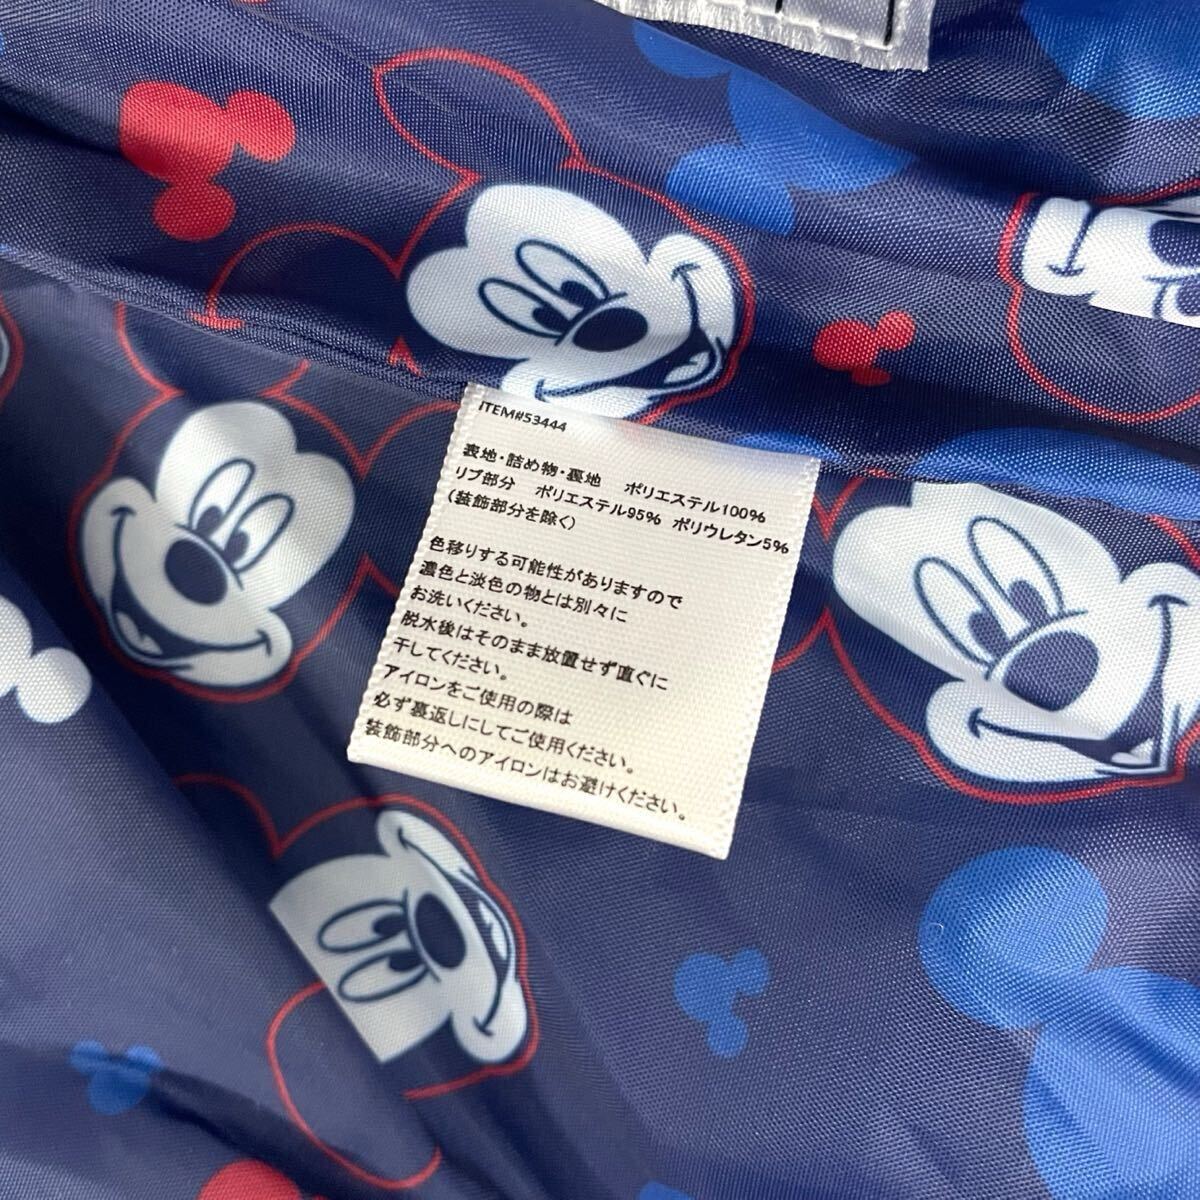 ITEM#53444
表地・詰め物・裏地 ポリエステル100%
リブ部分 ポリエステル95% ポリウレタン5%
(装飾部分を除く)
色移りする可能性がありますので
濃色と淡色の物とは別々に
お洗いください。
脱水後はそのまま放置せず直ぐに
干してください。
アイロンをご使用の際は
必ず裏返しにしてご使用ください。
装飾部分へのアイロンはお避けください。